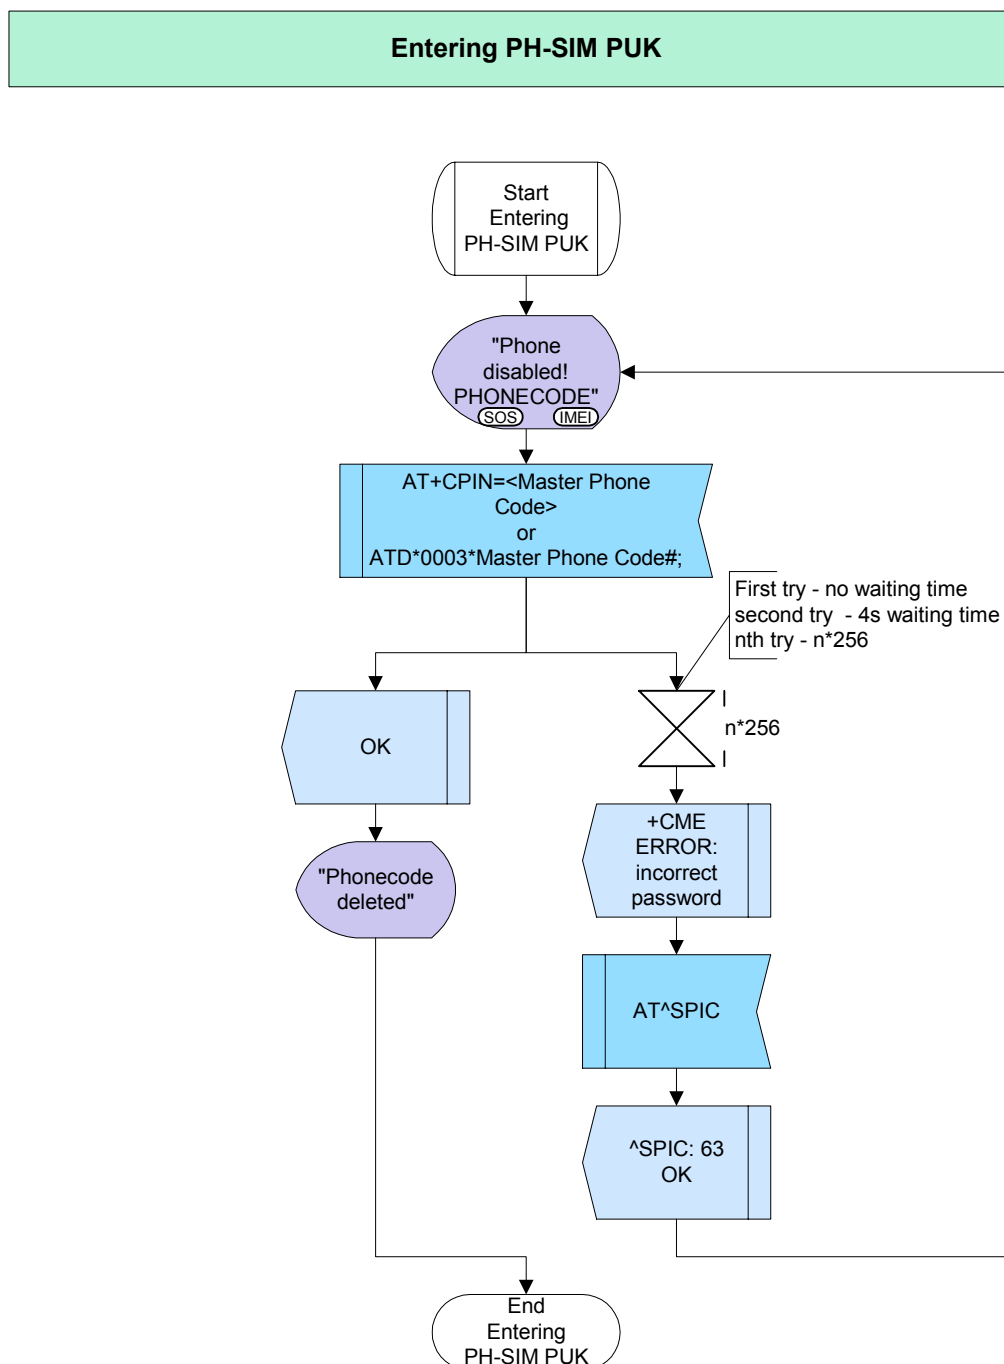 Entering PH-SIM PUK
Start
Entering
PH-SIM PUK
"Phone
disabled!
PHONECODE"
SOS
IMEI
AT+CPIN=<Master Phone
Code>
or
ATD*0003*Master Phone Code#;
First try - no waiting time
second try  - 4s waiting time
nth try - n*256
OK
n*256
+CME
ERROR:
incorrect
password
"Phonecode
deleted"
AT^SPIC
^SPIC: 63
OK
End
Entering
PH-SIM PUK